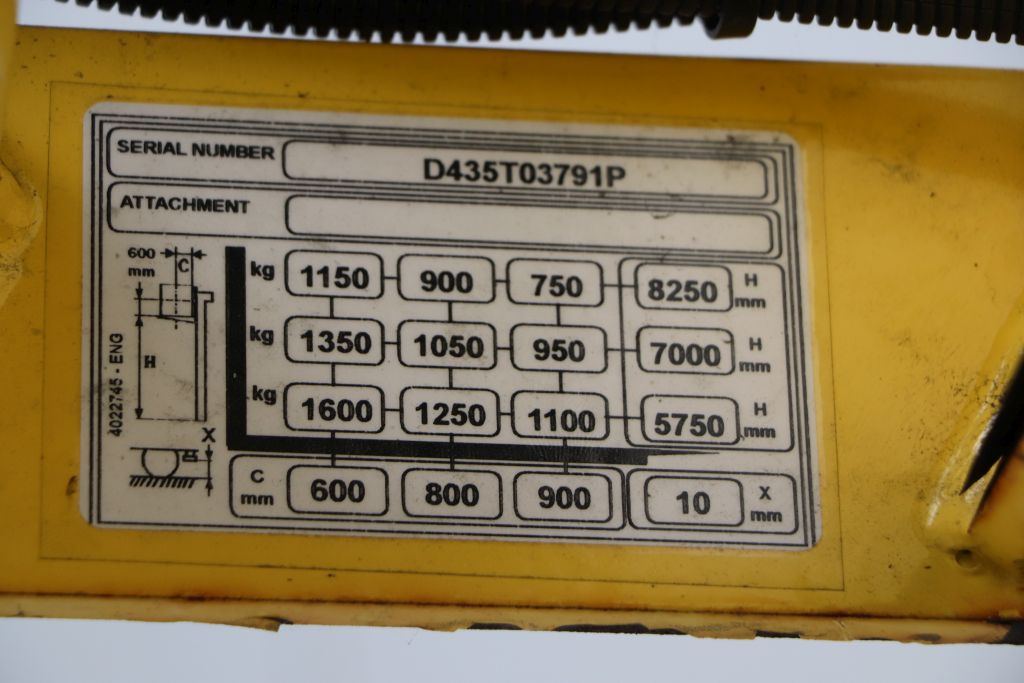 SERIAL NUMBER D435T03791P
ATTACHMENT
600 mm C
kg 1150 900 750 8250 H mm
kg 1350 1050 950 7000 H mm
kg 1600 1250 1100 5750 H mm
H
X
C mm 600 800 900 10 X mm
4022745 - ENG